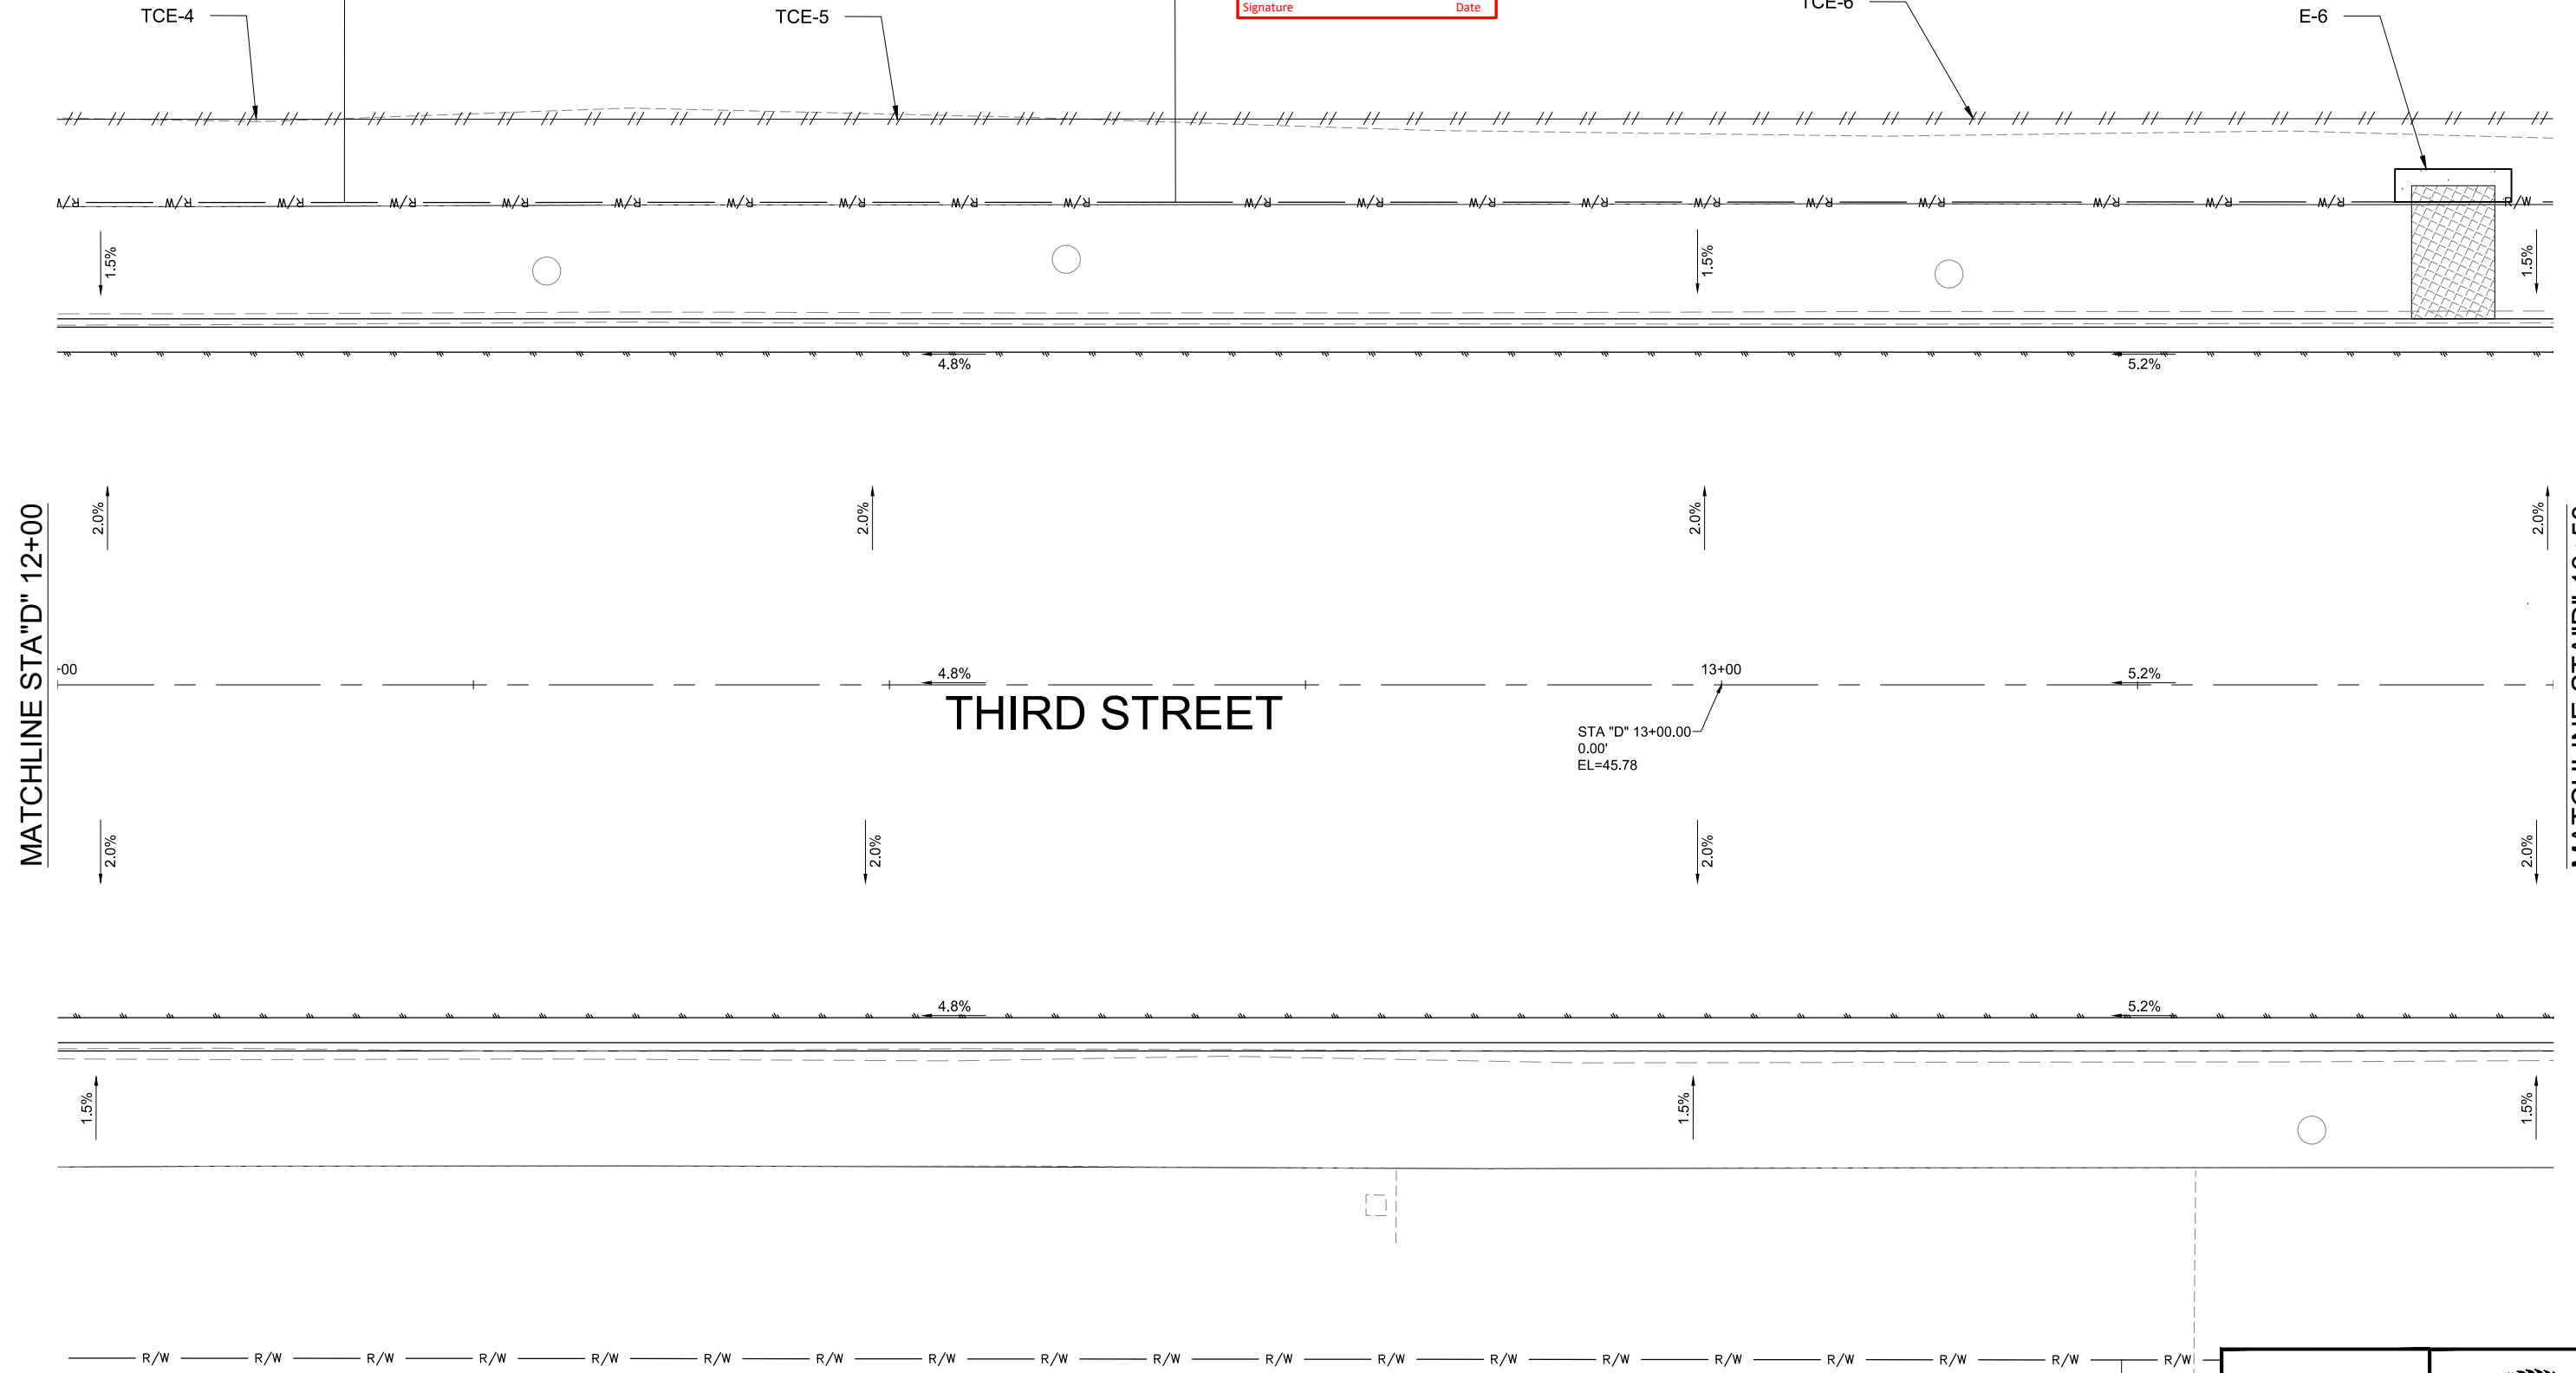 Signature Date
TCE-4
TCE-5
TCE-6
E-6
R/W R/W R/W R/W R/W R/W R/W R/W R/W R/W R/W R/W R/W R/W R/W R/W R/W R/W R/W R/W R/W
1.5%
1.5%
1.5%
4.8%
5.2%
2.0%
2.0%
2.0%
2.0%
MATCHLINE STA"D" 12+00
+00
4.8%
13+00
5.2%
THIRD STREET
STA "D" 13+00.00
0.00'
EL=45.78
2.0%
2.0%
2.0%
2.0%
4.8%
5.2%
1.5%
1.5%
1.5%
R/W R/W R/W R/W R/W R/W R/W R/W R/W R/W R/W R/W R/W R/W R/W R/W R/W R/W R/W